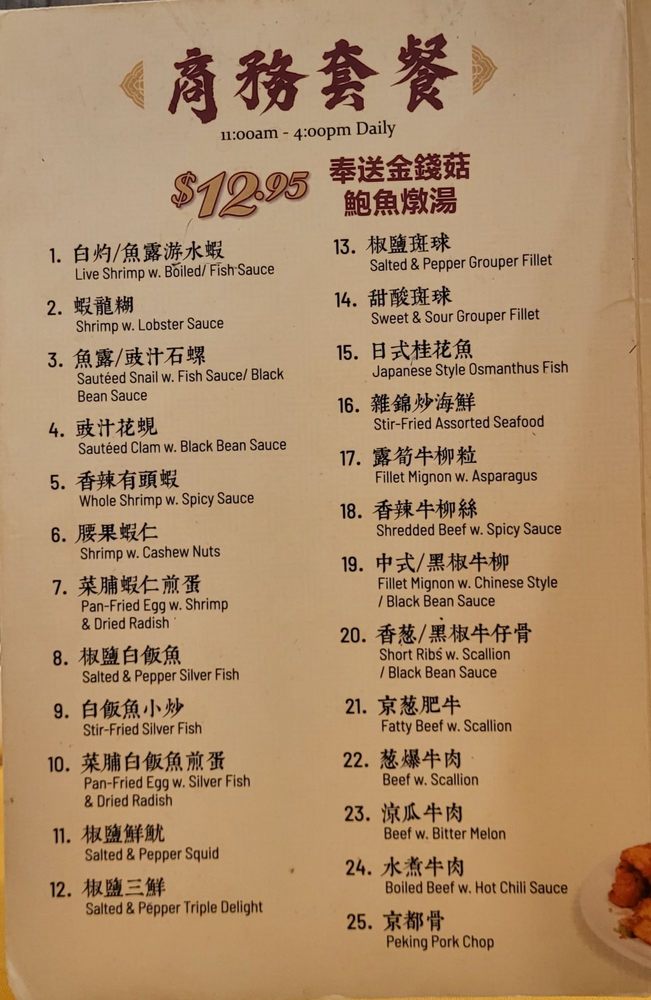 商務套餐
11:00am - 4:00pm Daily
$12.95
奉送金錢菇
鮑魚燉湯
1. 白灼/魚露游水蝦
Live Shrimp w. Boiled/ Fish Sauce
2. 蝦龍糊
Shrimp w. Lobster Sauce
3. 魚露/豉汁石螺
Sautéed Snail w. Fish Sauce/ Black
Bean Sauce
4. 豉汁花蜆
Sautéed Clam w. Black Bean Sauce
5. 香辣有頭蝦
Whole Shrimp w. Spicy Sauce
6. 腰果蝦仁
Shrimp w. Cashew Nuts
7. 菜脯蝦仁煎蛋
Pan-Fried Egg w. Shrimp
& Dried Radish
8. 椒鹽白飯魚
Salted & Pepper Silver Fish
9. 白飯魚小炒
Stir-Fried Silver Fish
10. 菜脯白飯魚煎蛋
Pan-Fried Egg w. Silver Fish
& Dried Radish
11. 椒鹽鮮魷
Salted & Pepper Squid
12. 椒鹽三鮮
Salted & Pepper Triple Delight
13. 椒鹽斑球
Salted & Pepper Grouper Fillet
14. 甜酸斑球
Sweet & Sour Grouper Fillet
15. 日式桂花魚
Japanese Style Osmanthus Fish
16. 雜錦炒海鮮
Stir-Fried Assorted Seafood
17. 露筍牛柳粒
Fillet Mignon w. Asparagus
18. 香辣牛柳絲
Shredded Beef w. Spicy Sauce
19. 中式/黑椒牛柳
Fillet Mignon w. Chinese Style
/ Black Bean Sauce
20. 香葱/黑椒牛仔骨
Short Ribs w. Scallion
/ Black Bean Sauce
21. 京葱肥牛
Fatty Beef w. Scallion
22. 葱爆牛肉
Beef w. Scallion
23. 涼瓜牛肉
Beef w. Bitter Melon
24. 水煮牛肉
Boiled Beef w. Hot Chili Sauce
25. 京都骨
Peking Pork Chop